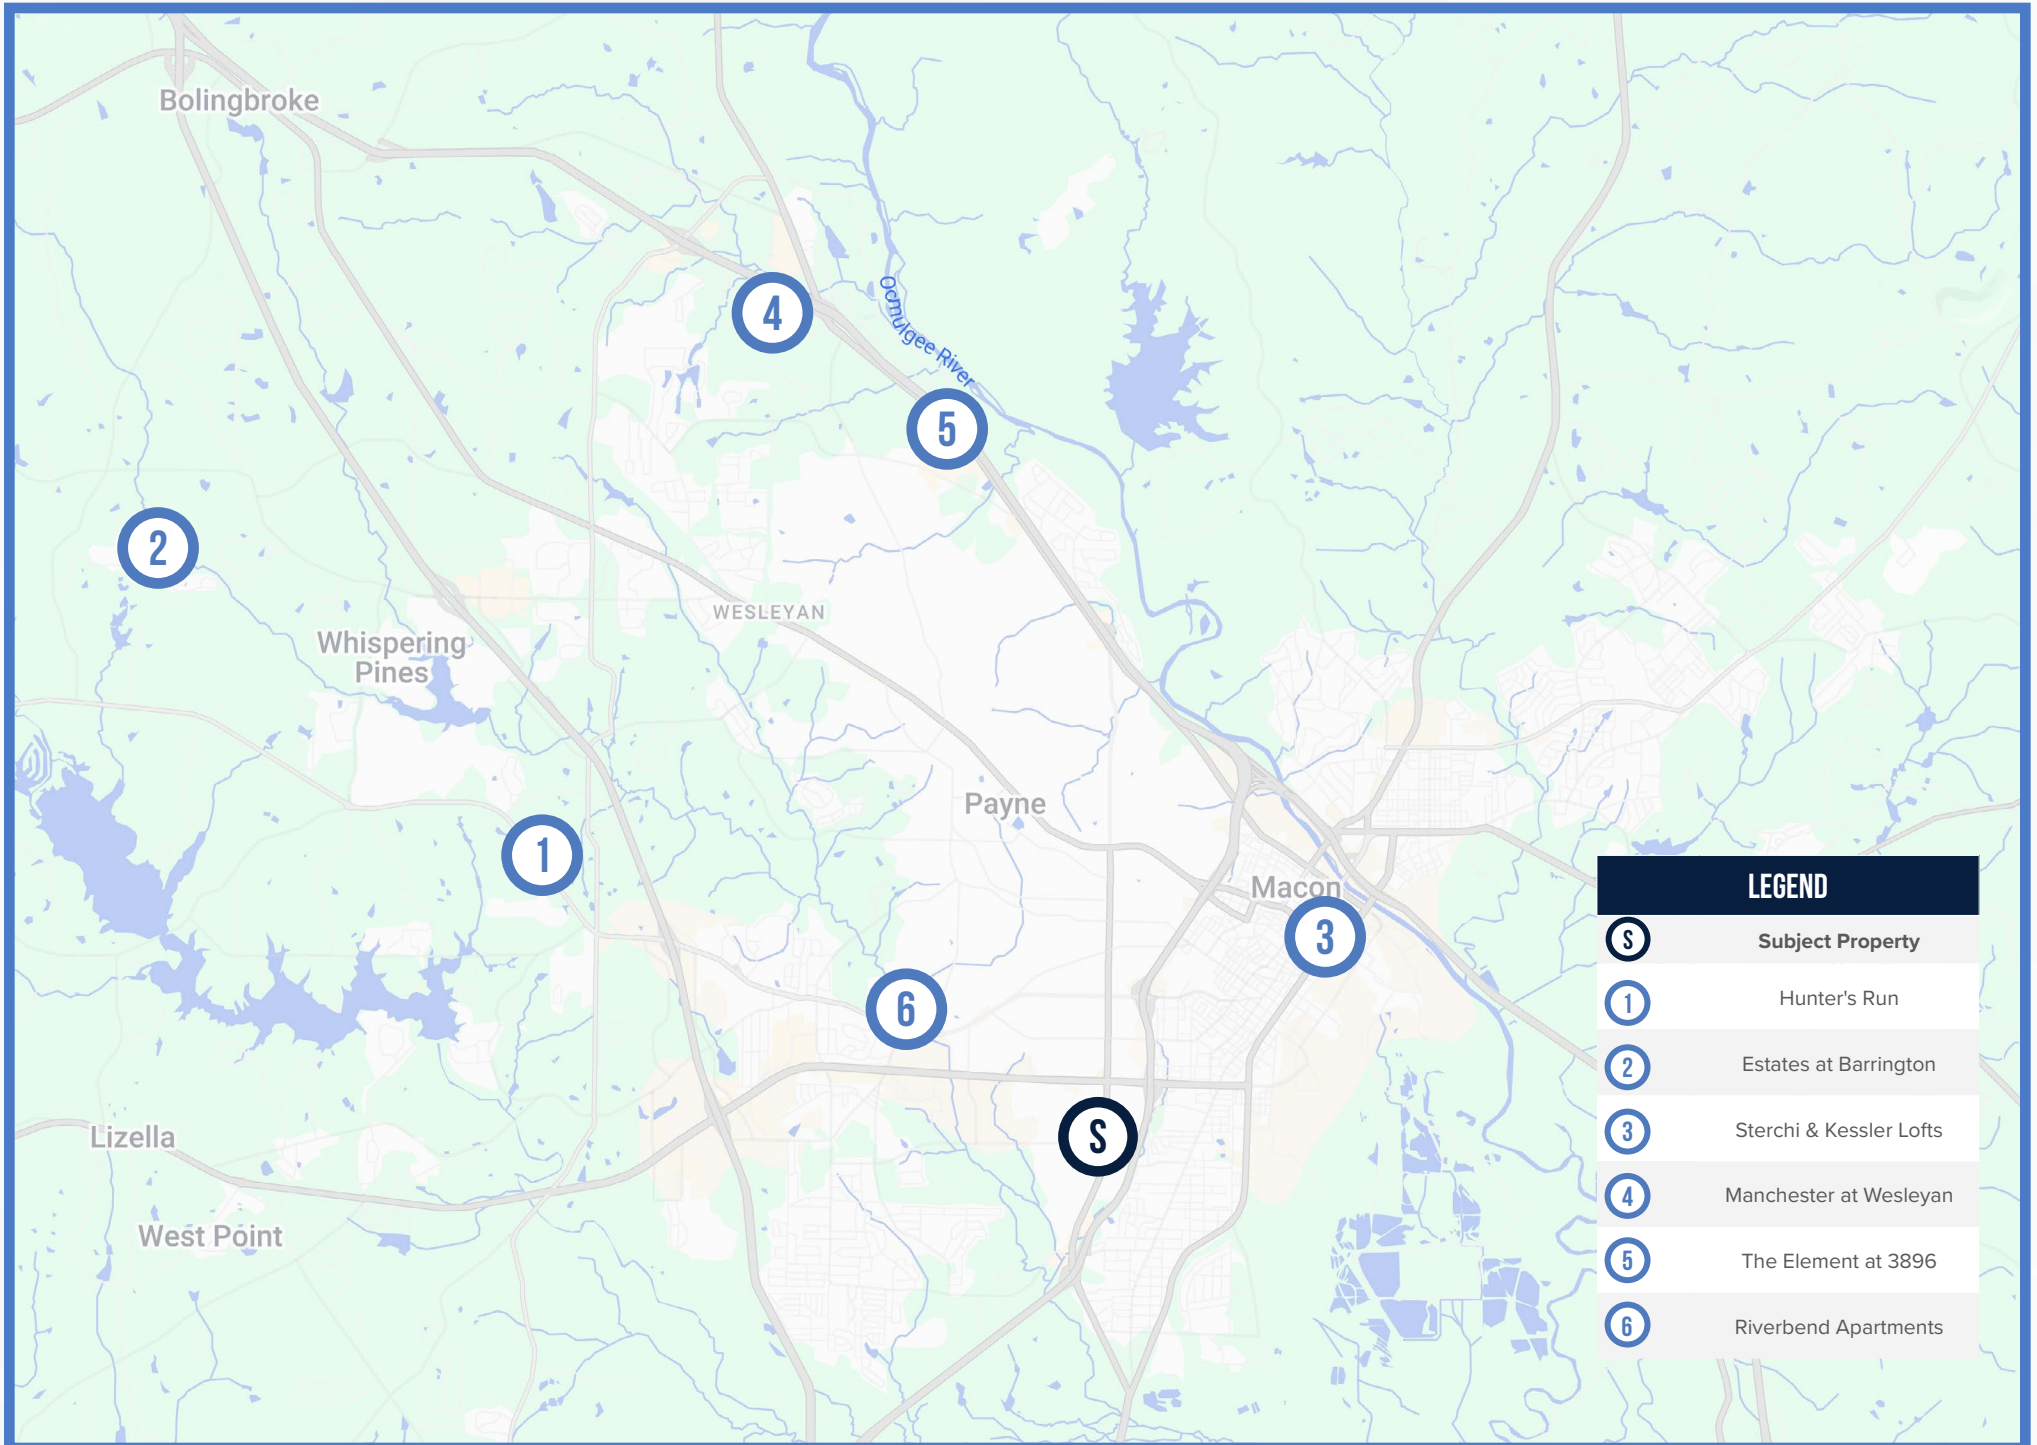 Bolingbroke
Ocmulgee River
4
5
2
WESLEYAN
Whispering
Pines
Payne
1
Macon
3
6
S
Lizella
West Point
LEGEND
S Subject Property
1 Hunter's Run
2 Estates at Barrington
3 Sterchi & Kessler Lofts
4 Manchester at Wesleyan
5 The Element at 3896
6 Riverbend Apartments